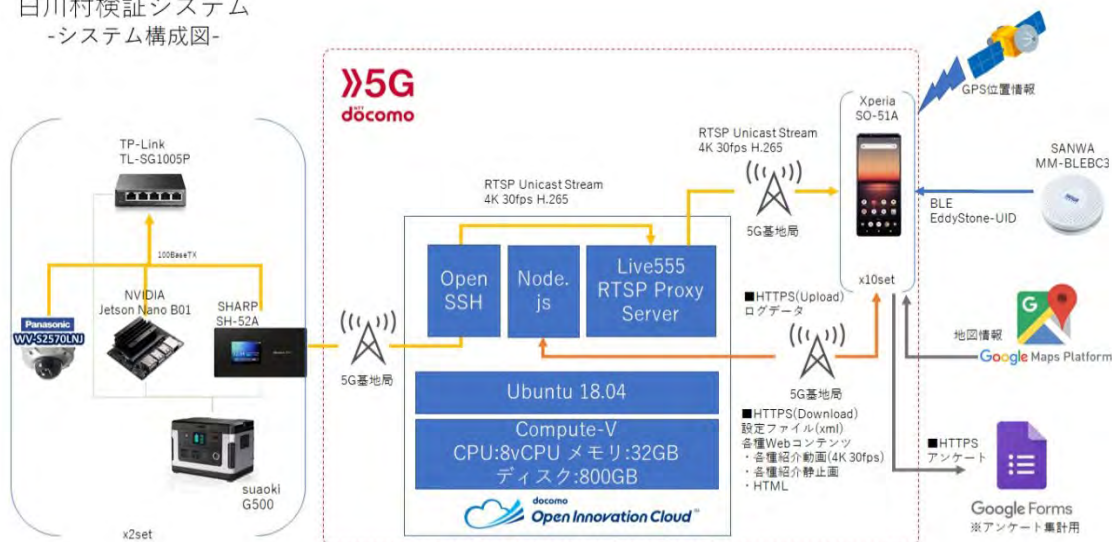 白川村検証システム
-システム構成図-
5G
NTT
docomo
GPS位置情報
Xperia
SO-51A
SANWA
MM-BLEBC3
BLE
EddyStone-UID
TP-Link
TL-SG1005P
100BaseTX
NVIDIA
Jetson Nano B01
SHARP
SH-52A
Panasonic
WV-S2570LNJ
suaoki
G500
x2set
5G基地局
RTSP Unicast Stream
4K 30fps H.265
RTSP Unicast Stream
4K 30fps H.265
5G基地局
Open
SSH
Node.
js
Live555
RTSP Proxy
Server
Ubuntu 18.04
Compute-V
CPU:8vCPU メモリ:32GB
ディスク:800GB
docomo
Open Innovation Cloud
x10set
■HTTPS(Upload)
ログデータ
5G基地局
■HTTPS(Download)
設定ファイル(xml)
各種Webコンテンツ
・各種紹介動画(4K 30fps)
・各種紹介静止画
・HTML
G
地図情報
Google Maps Platform
■HTTPS
アンケート
Google Forms
※アンケート集計用